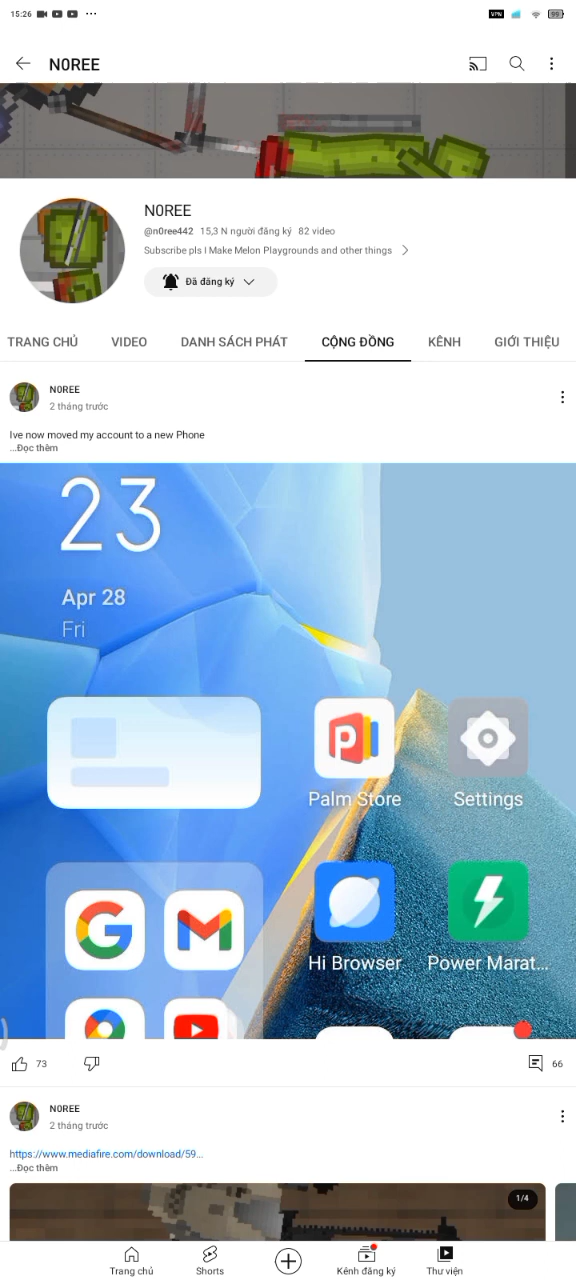 15:26
VPN
99
N0REE
N0REE
@n0ree442 15,3 N người đăng ký 82 video
Subscribe pls I Make Melon Playgrounds and other things
Đã đăng ký
TRANG CHỦ VIDEO DANH SÁCH PHÁT CỘNG ĐỒNG KÊNH GIỚI THIỆU
N0REE
2 tháng trước
Ive now moved my account to a new Phone
...Đọc thêm
23
Apr 28
Fri
Palm Store Settings
Hi Browser Power Marat...
73 66
N0REE
2 tháng trước
https://www.mediafire.com/download/59...
...Đọc thêm
1/4
Trang chủ Shorts Kênh đăng ký Thư viện